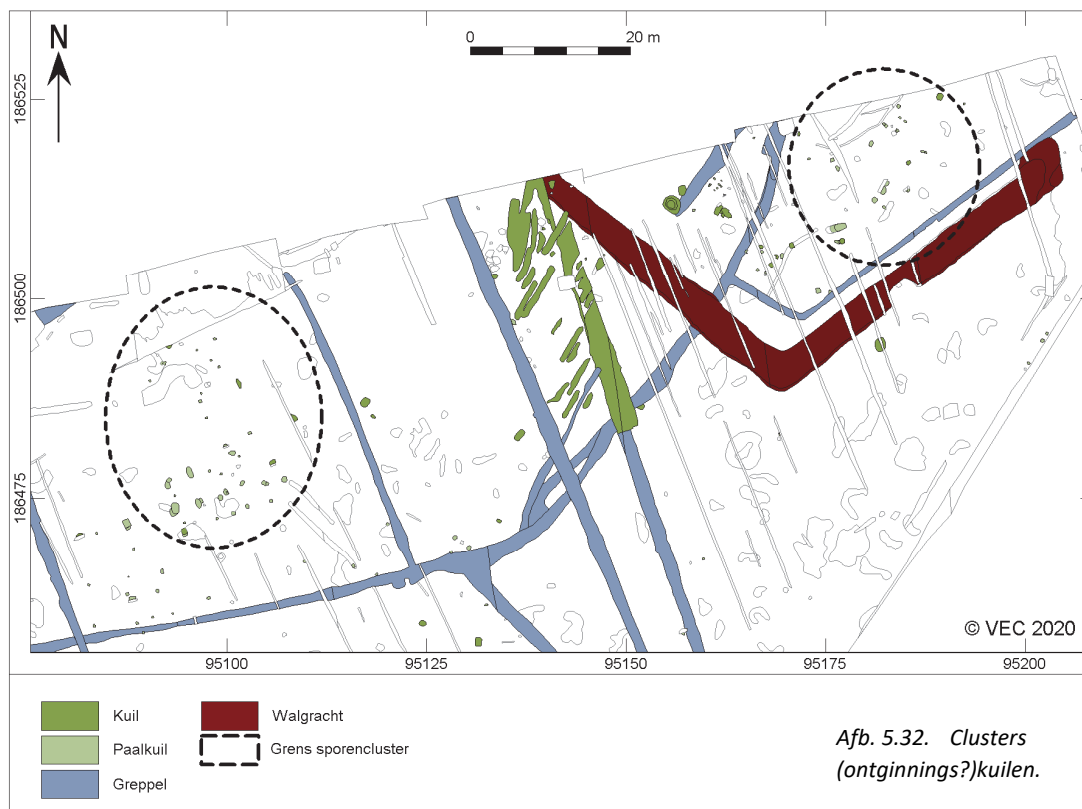 N
0 20 m
186525
186500
186475
© VEC 2020
95100 95125 95150 95175 95200
Kuil
Paalkuil
Greppel
Walgracht
Grens sporencluster
Afb. 5.32. Clusters
(ontginnings?)kuilen.